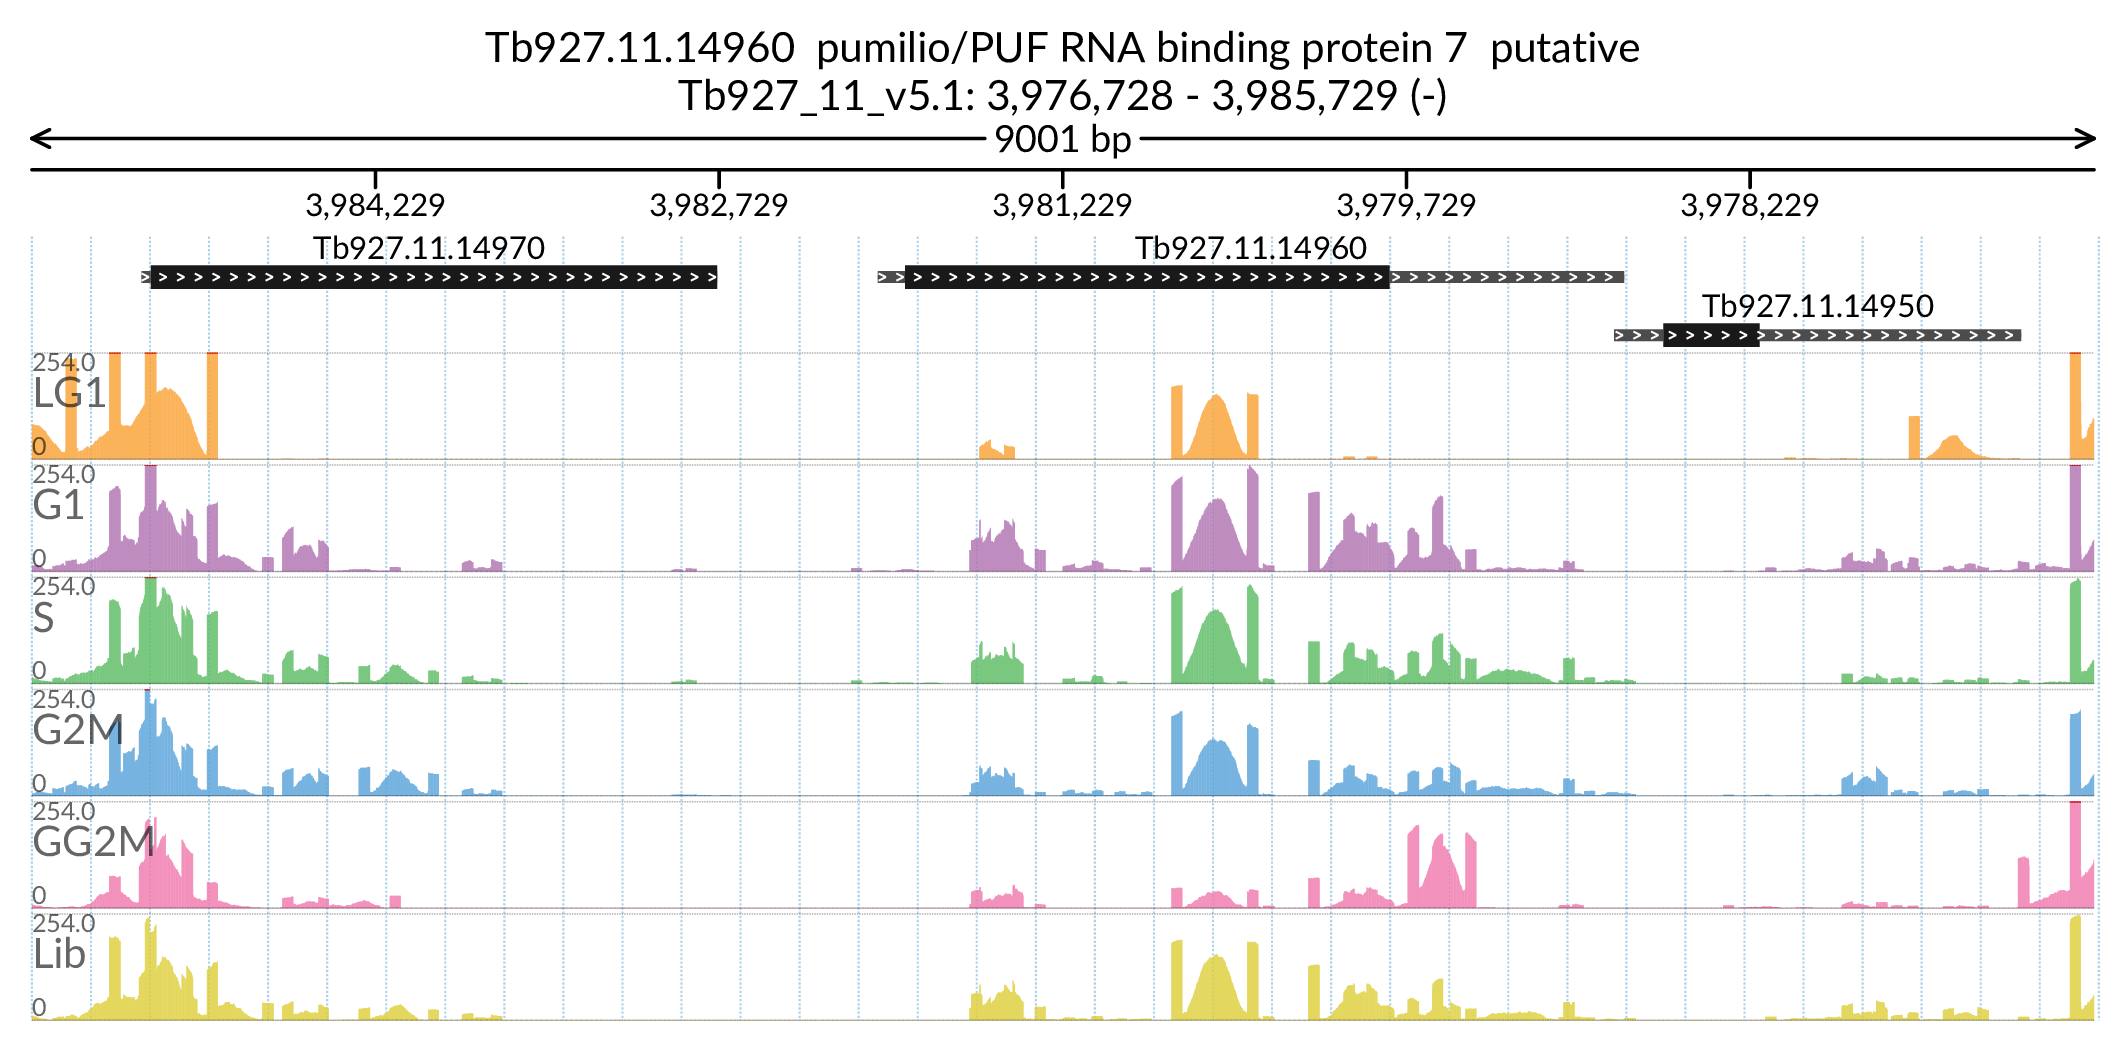 Tb927.11.14960 pumilio/PUF RNA binding protein 7 putative
Tb927_11_v5.1: 3,976,728 - 3,985,729 (-)
9001 bp
3,984,229 3,982,729 3,981,229 3,979,729 3,978,229
Tb927.11.14970 Tb927.11.14960
Tb927.11.14950
254.0
LG1
0
254.0
G1
0
254.0
S
0
254.0
G2M
0
254.0
GG2M
0
254.0
Lib
0